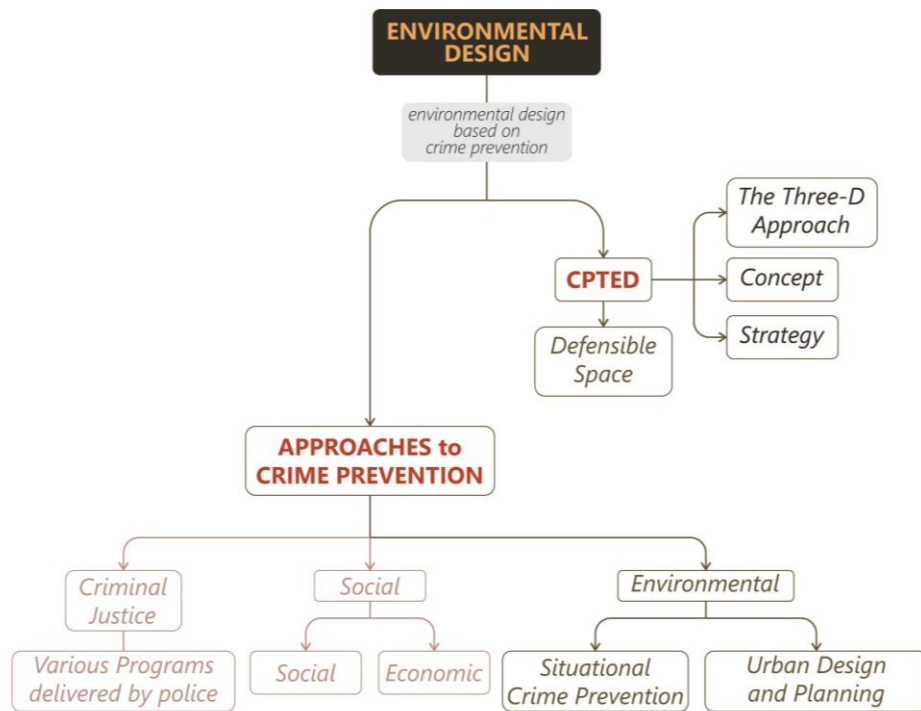 ENVIRONMENTAL
DESIGN
environmental design
based on
crime prevention
The Three-D
Approach
CPTED
Concept
Defensible
Space
Strategy
APPROACHES to
CRIME PREVENTION
Criminal
Justice
Social
Environmental
Various Programs
delivered by police
Social
Economic
Situational
Crime Prevention
Urban Design
and Planning